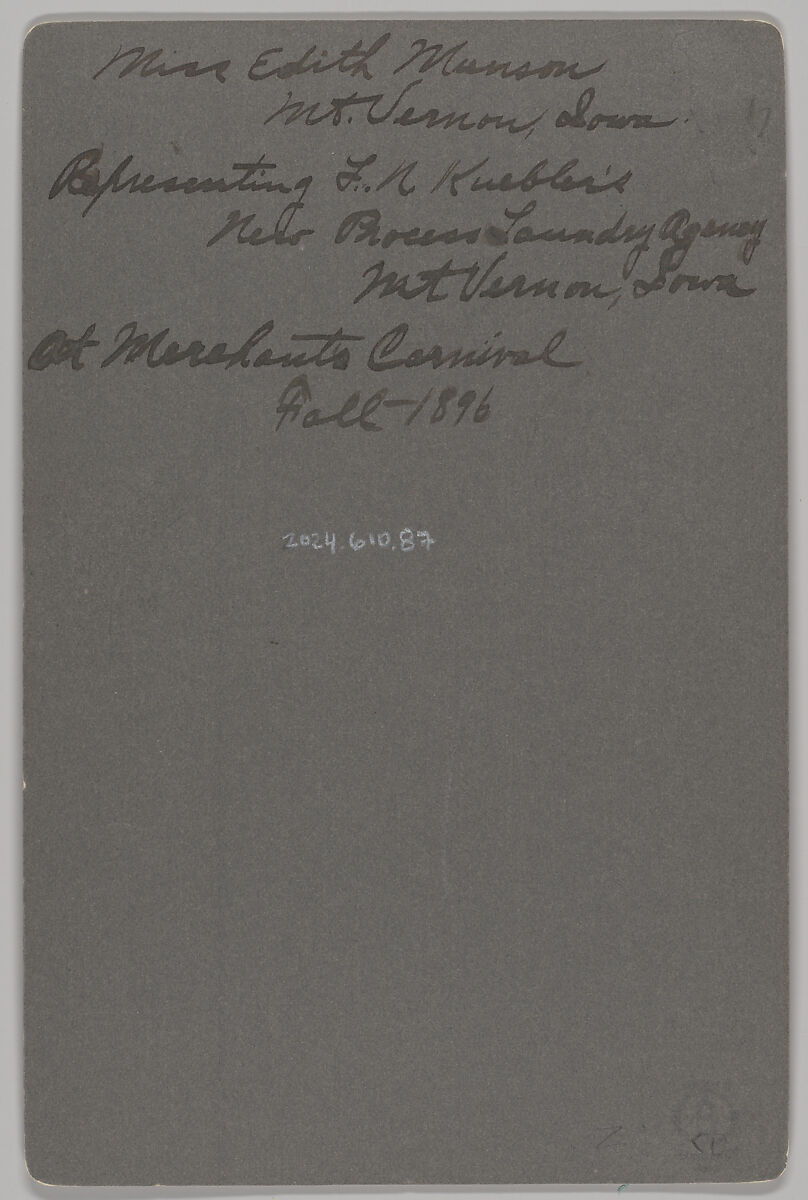 Miss Edith Munson
Mt. Vernon, Iowa.
Representing F. N Kuebler's
New Process Laundry Agency
Mt Vernon, Iowa
At Merchants Carnival
Fall - 1896
2024.610.87